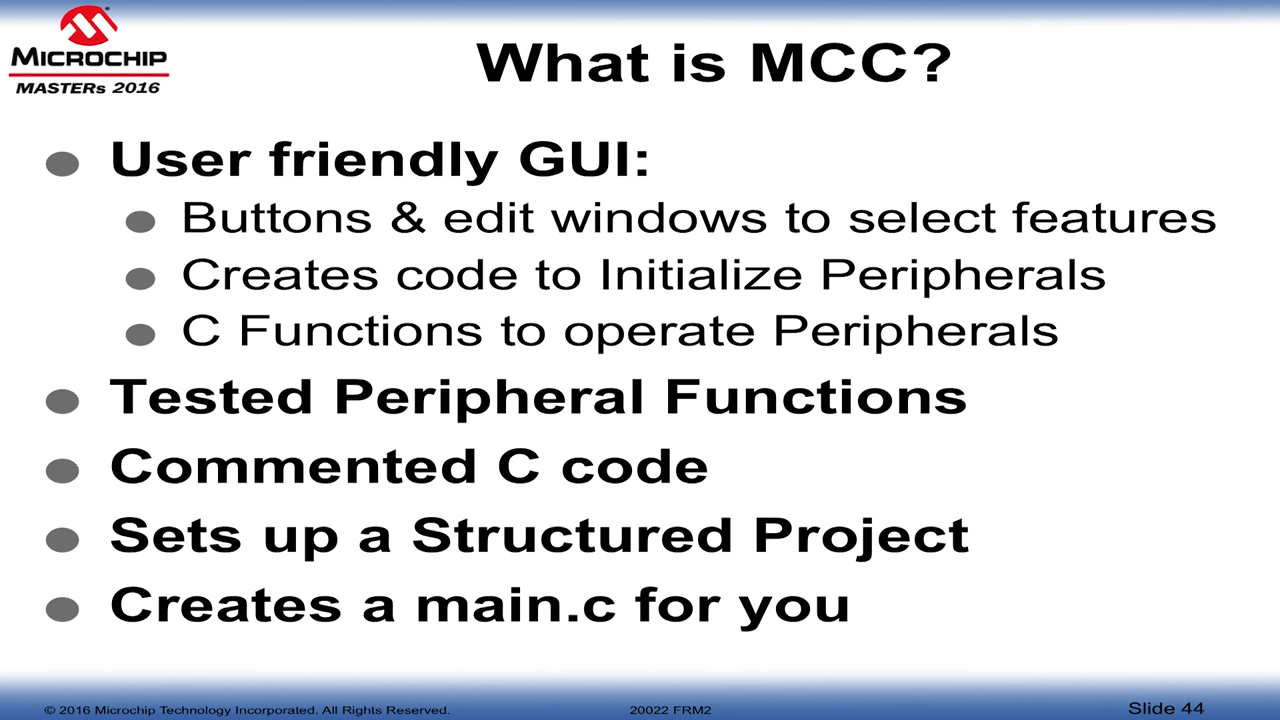 MICROCHIP
MASTERs 2016
What is MCC?
User friendly GUI:
Buttons & edit windows to select features
Creates code to Initialize Peripherals
C Functions to operate Peripherals
Tested Peripheral Functions
Commented C code
Sets up a Structured Project
Creates a main.c for you
© 2016 Microchip Technology Incorporated. All Rights Reserved.
20022 FRM2
Slide 44